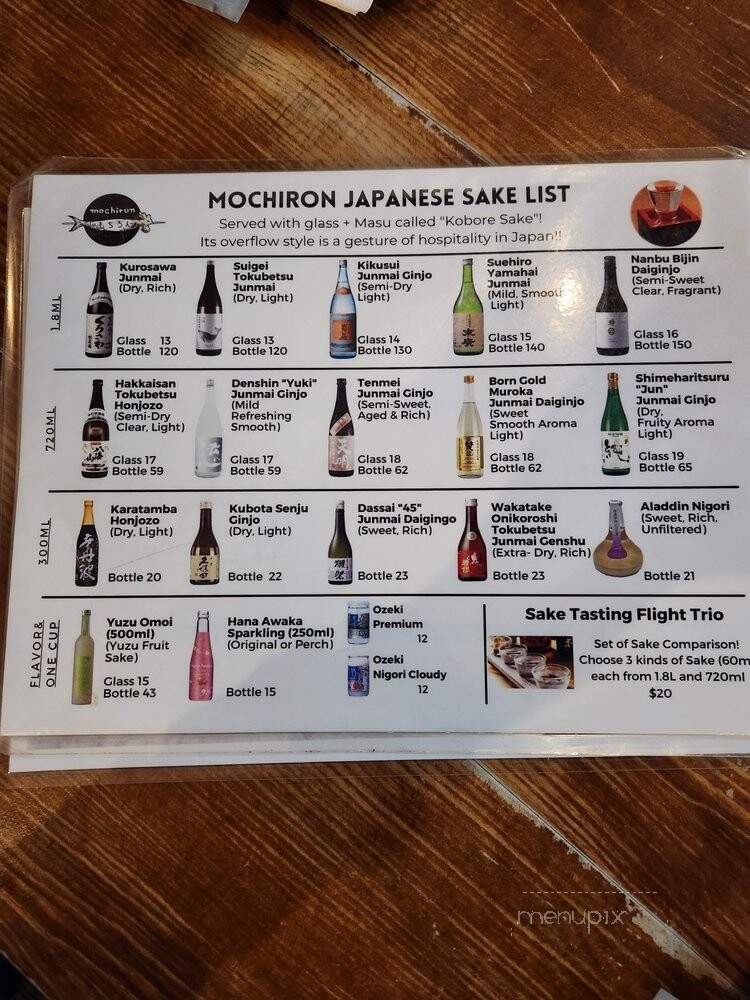 mochiron
もちろん
MOCHIRON JAPANESE SAKE LIST
Served with glass + Masu called "Kobore Sake"!
Its overflow style is a gesture of hospitality in Japan!!
1.8ML
Kurosawa
Junmai
(Dry, Rich)
Glass 13
Bottle 120
Suigei
Tokubetsu
Junmai
(Dry, Light)
Glass 13
Bottle 120
Kikusui
Junmai Ginjo
(Semi-Dry
Light)
Glass 14
Bottle 130
Suehiro
Yamahai
Junmai
(Mild, Smooth
Light)
Glass 15
Bottle 140
Nanbu Bijin
Daiginjo
(Semi-Sweet
Clear, Fragrant)
Glass 16
Bottle 150
720ML
Hakkaisan
Tokubetsu
Honjozo
(Semi-Dry
Clear, Light)
Glass 17
Bottle 59
Denshin "Yuki"
Junmai Ginjo
(Mild
Refreshing
Smooth)
Glass 17
Bottle 59
Tenmei
Junmai Ginjo
(Semi-Sweet,
Aged & Rich)
Glass 18
Bottle 62
Born Gold
Muroka
Junmai Daiginjo
(Sweet
Smooth Aroma
Light)
Glass 18
Bottle 62
Shimeharitsuru
"Jun"
Junmai Ginjo
(Dry,
Fruity Aroma
Light)
Glass 19
Bottle 65
300ML
Karatamba
Honjozo
(Dry, Light)
Bottle 20
Kubota Senju
Ginjo
(Dry, Light)
Bottle 22
Dassai "45"
Junmai Daigingo
(Sweet, Rich)
Bottle 23
Wakatake
Onikoroshi
Tokubetsu
Junmai Genshu
(Extra- Dry, Rich)
Bottle 23
Aladdin Nigori
(Sweet, Rich,
Unfiltered)
Bottle 21
FLAVOR&
ONE CUP
Yuzu Omoi
(500ml)
(Yuzu Fruit
Sake)
Glass 15
Bottle 43
Hana Awaka
Sparkling (250ml)
(Original or Perch)
Bottle 15
Ozeki
Premium
12
Ozeki
Nigori Cloudy
12
Sake Tasting Flight Trio
Set of Sake Comparison!
Choose 3 kinds of Sake (60m
each from 1.8L and 720ml
$20
menupix